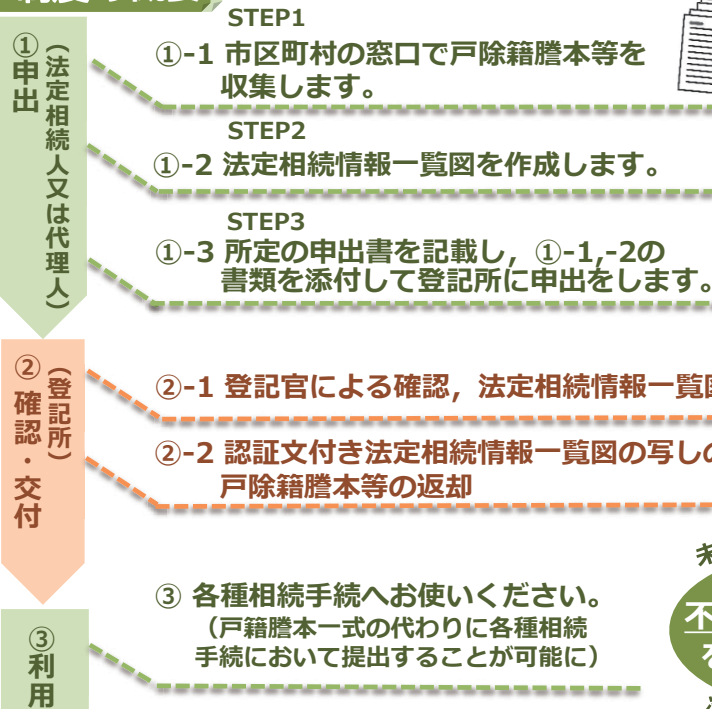 ①申出
（法定相続人又は代理人）
STEP1
①-1 市区町村の窓口で戸除籍謄本等を
収集します。
STEP2
①-2 法定相続情報一覧図を作成します。
STEP3
①-3 所定の申出書を記載し，①-1,-2の
書類を添付して登記所に申出をします。
②確認・交付
（登記所）
②-1 登記官による確認，法定相続情報一覧図
②-2 認証文付き法定相続情報一覧図の写しの
戸除籍謄本等の返却
③利用
③ 各種相続手続へお使いください。
（戸籍謄本一式の代わりに各種相続
手続において提出することが可能に）
不